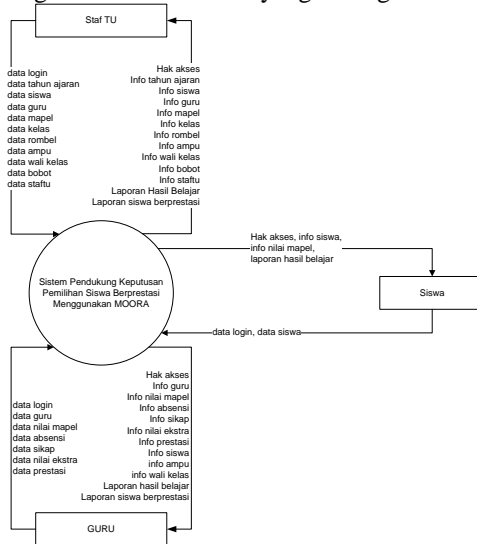 Staf TU
data login
data tahun ajaran
data siswa
data guru
data mapel
data kelas
data rombel
data ampu
data wali kelas
data bobot
data staftu
Hak akses
Info tahun ajaran
Info siswa
Info guru
Info mapel
Info kelas
Info rombel
Info ampu
Info wali kelas
Info bobot
Info staftu
Laporan Hasil Belajar
Laporan siswa berprestasi
Hak akses, info siswa,
info nilai mapel,
laporan hasil belajar
Sistem Pendukung Keputusan
Pemilihan Siswa Berprestasi
Menggunakan MOORA
Siswa
data login, data siswa
data login
data guru
data nilai mapel
data absensi
data sikap
data nilai ekstra
data prestasi
Hak akses
Info guru
Info nilai mapel
Info absensi
Info sikap
Info nilai ekstra
Info prestasi
Info siswa
info ampu
info wali kelas
Laporan hasil belajar
Laporan siswa berprestasi
GURU